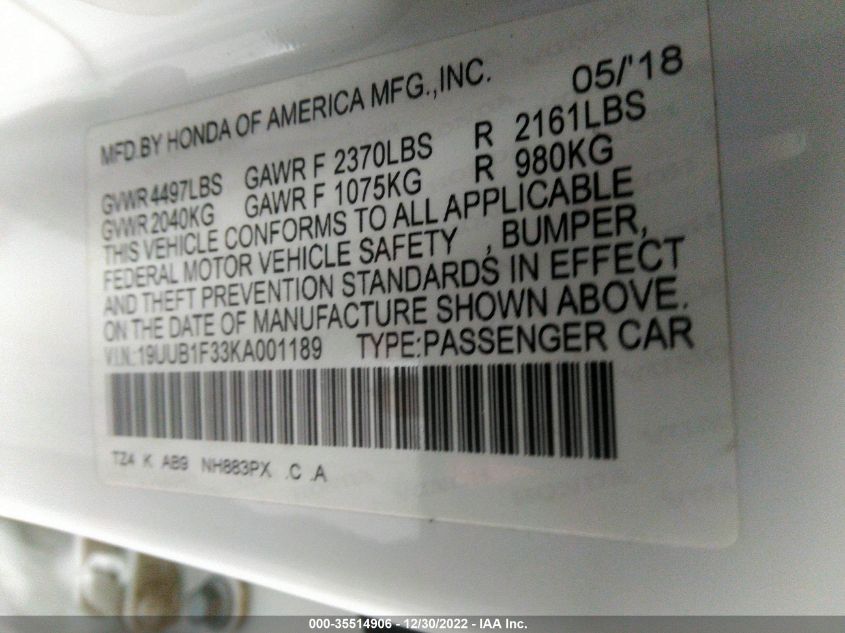 MFD.BY HONDA OF AMERICA MFG.,INC. 05/'18
GVWR 4497LBS GAWR F 2370LBS R 2161LBS
GVWR 2040KG GAWR F 1075KG R 980KG
THIS VEHICLE CONFORMS TO ALL APPLICABLE
FEDERAL MOTOR VEHICLE SAFETY , BUMPER,
AND THEFT PREVENTION STANDARDS IN EFFECT
ON THE DATE OF MANUFACTURE SHOWN ABOVE.
V.I.N.:19UUB1F33KA001189 TYPE:PASSENGER CAR
TZ4 K AB9 NH883PX .C .A
000-35514906 - 12/30/2022 - IAA Inc.